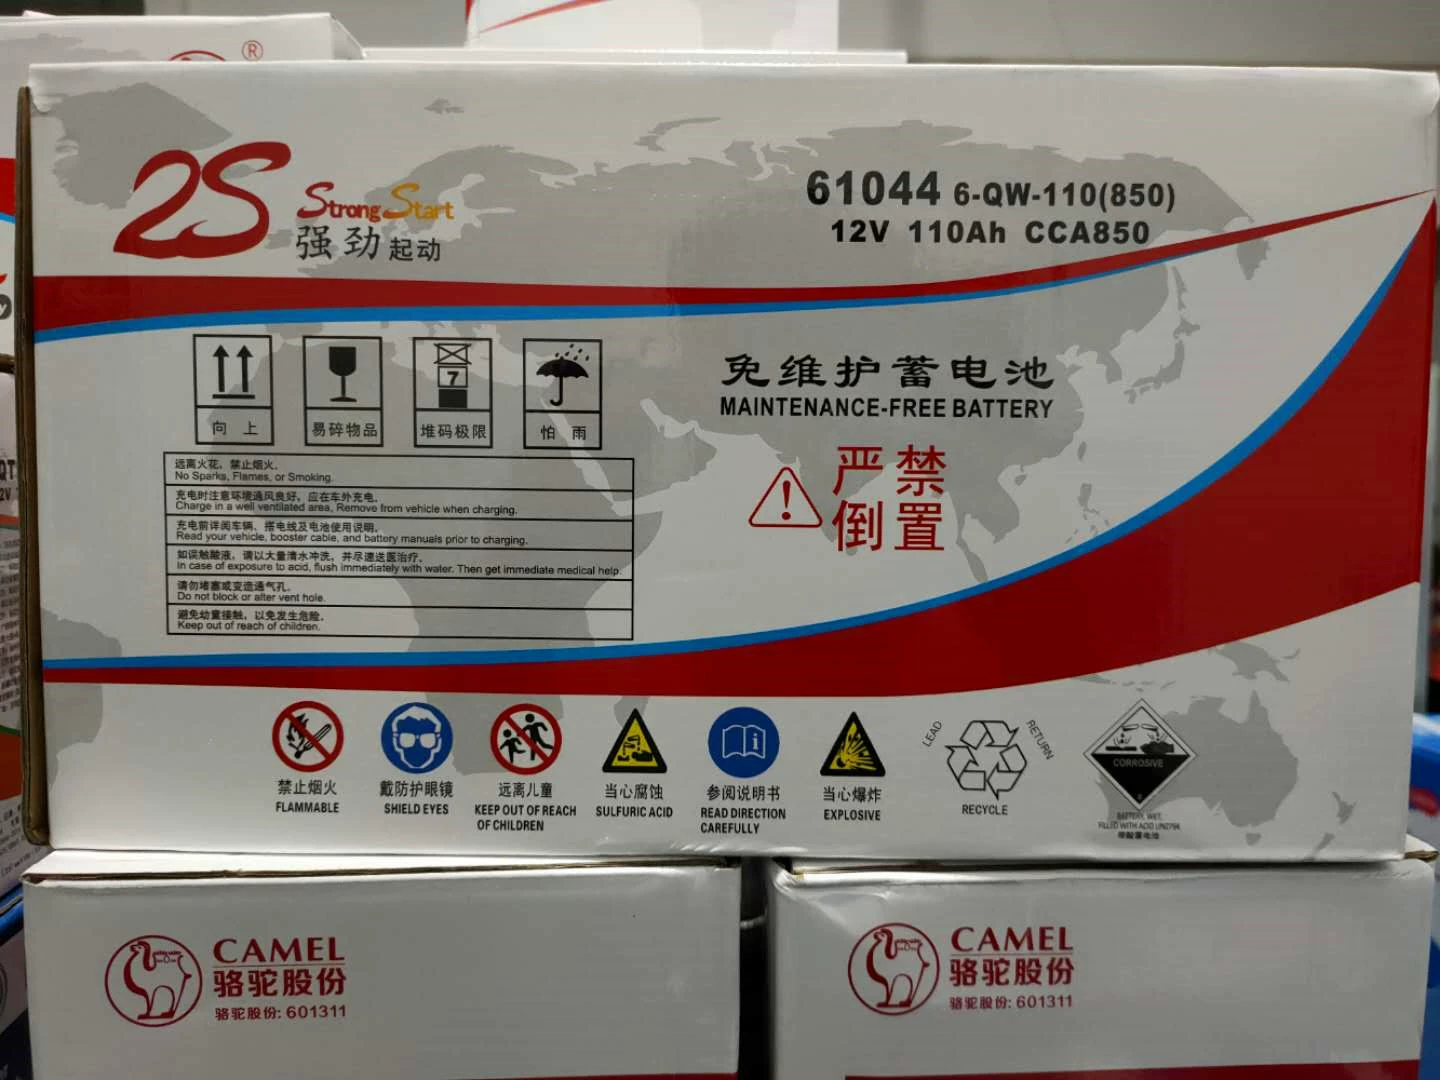 ®
2S
Strong Start
强劲 起动
61044 6-QW-110(850)
12V 110Ah CCA850
向上
易碎物品
7
堆码极限
怕雨
免维护蓄电池
MAINTENANCE-FREE BATTERY
严禁
倒置
远离火花，禁止烟火。
No Sparks, Flames, or Smoking.
充电时注意环境通风良好，应在车外充电。
Charge in a well ventilated area, Remove from vehicle when charging.
充电前详阅车辆、搭电线及电池使用说明。
Read your vehicle, booster cable, and battery manuals prior to charging.
如误触酸液，请以大量清水冲洗，并尽速送医治疗。
In case of exposure to acid, flush immediately with water. Then get immediate medical help.
请勿堵塞或变造通气孔。
Do not block or alter vent hole.
避免幼童接触，以免发生危险。
Keep out of reach of children.
禁止烟火
FLAMMABLE
戴防护眼镜
SHIELD EYES
远离儿童
KEEP OUT OF REACH
OF CHILDREN
当心腐蚀
SULFURIC ACID
参阅说明书
READ DIRECTION
CAREFULLY
当心爆炸
EXPLOSIVE
LEAD
RETURN
RECYCLE
CORROSIVE
BATTERY, WET,
FILLED WITH ACID UN2794
CAMEL
骆驼股份
骆驼股份: 601311
CAMEL
骆驼股份
骆驼股份: 601311